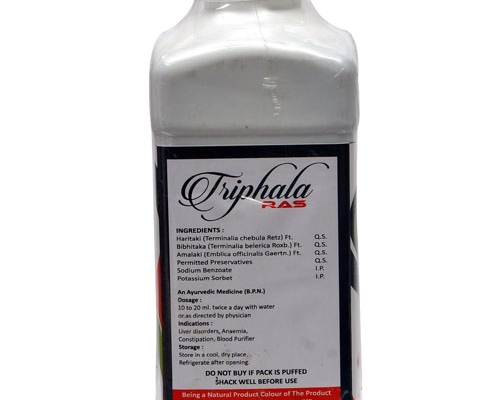 Triphala
RAS
INGREDIENTS :
Haritaki (Terminalia chebula Retz) Ft. Q.S.
Bibhitaka (Terminalia belerica Roxb.) Ft. Q.S.
Amalaki (Emblica officinalis Gaertn.) Ft. Q.S.
Permitted Preservatives Q.S.
Sodium Benzoate I.P.
Potassium Sorbet I.P.
An Ayurvedic Medicine (B.P.N.)
Dosage :
10 to 20 ml. twice a day with water
or as directed by physician
Indications :
Liver disorders, Anaemia,
Constipation, Blood Purifier
Storage :
Store in a cool, dry place.
Refrigerate after opening.
DO NOT BUY IF PACK IS PUFFED
SHACK WELL BEFORE USE
Being a Natural Product Colour of The Product